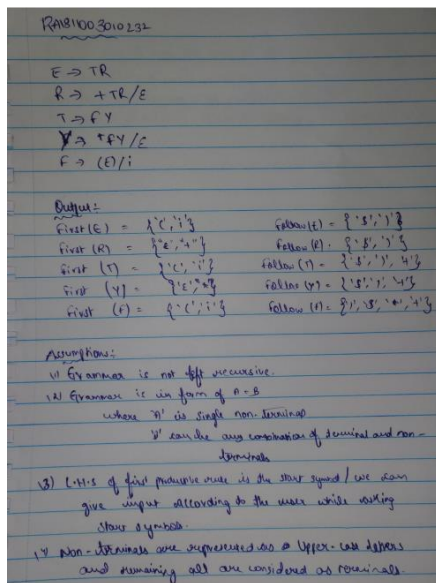 RA1811003010232
E → TR
R → +TR/E
T → FY
Y → *FY/E
F → (E)/i
Output:-
First(E) = {'(','i'} Follow(E) = {'$',')'}
First(R) = {'ε','+'} Follow(R) = {'$',')'}
First (T) = {'(','i'} Follow(T) = {'$',')','+'}
First (Y) = {'ε','*'} Follow(Y) = {'$',')','+'}
First (F) = {'(','i'} Follow(F) = {')','$','*','+'}
Assumptions:-
1) Grammar is not left recursive.
2) Grammar is in form of A-B
where 'A' is single non-terminal
can be any combination of terminal and non-
terminals
3) L.H.S of first production rule is the start symbol / we can
give input according to the user while
start symbols.
Non-terminals are represented as Upper-case letters
and remaining all are considered as terminals.